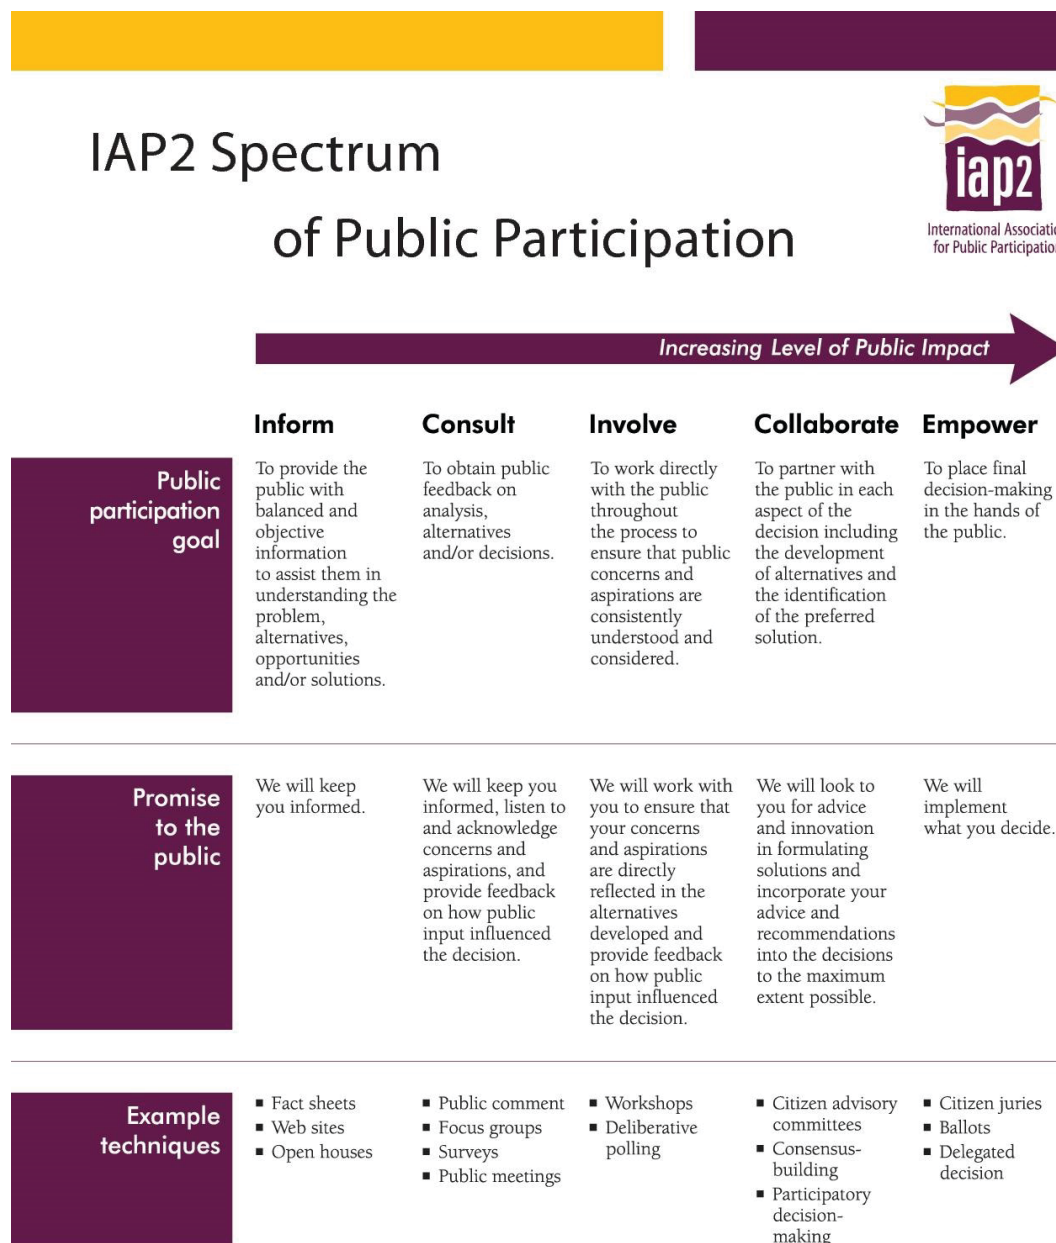 IAP2 Spectrum
of Public Participation
iap2
International Associatio
for Public Participation
Increasing Level of Public Impact
Inform
Consult
Involve
Collaborate
Empower
Public
participation
goal
To provide the
public with
balanced and
objective
information
to assist them in
understanding the
problem,
alternatives,
opportunities
and/or solutions.
To obtain public
feedback on
analysis,
alternatives
and/or decisions.
To work directly
with the public
throughout
the process to
ensure that public
concerns and
aspirations are
consistently
understood and
considered.
To partner with
the public in each
aspect of the
decision including
the development
of alternatives and
the identification
of the preferred
solution.
To place final
decision-making
in the hands of
the public.
Promise
to the
public
We will keep
you informed.
We will keep you
informed, listen to
and acknowledge
concerns and
aspirations, and
provide feedback
on how public
input influenced
the decision.
We will work with
you to ensure that
your concerns
and aspirations
are directly
reflected in the
alternatives
developed and
provide feedback
on how public
input influenced
the decision.
We will look to
you for advice
and innovation
in formulating
solutions and
incorporate your
advice and
recommendations
into the decisions
to the maximum
extent possible.
We will
implement
what you decide.
Example
techniques
▪ Fact sheets
▪ Web sites
▪ Open houses
▪ Public comment
▪ Focus groups
▪ Surveys
▪ Public meetings
▪ Workshops
▪ Deliberative
polling
▪ Citizen advisory
committees
▪ Consensus-
building
▪ Participatory
decision-
making
▪ Citizen juries
▪ Ballots
▪ Delegated
decision